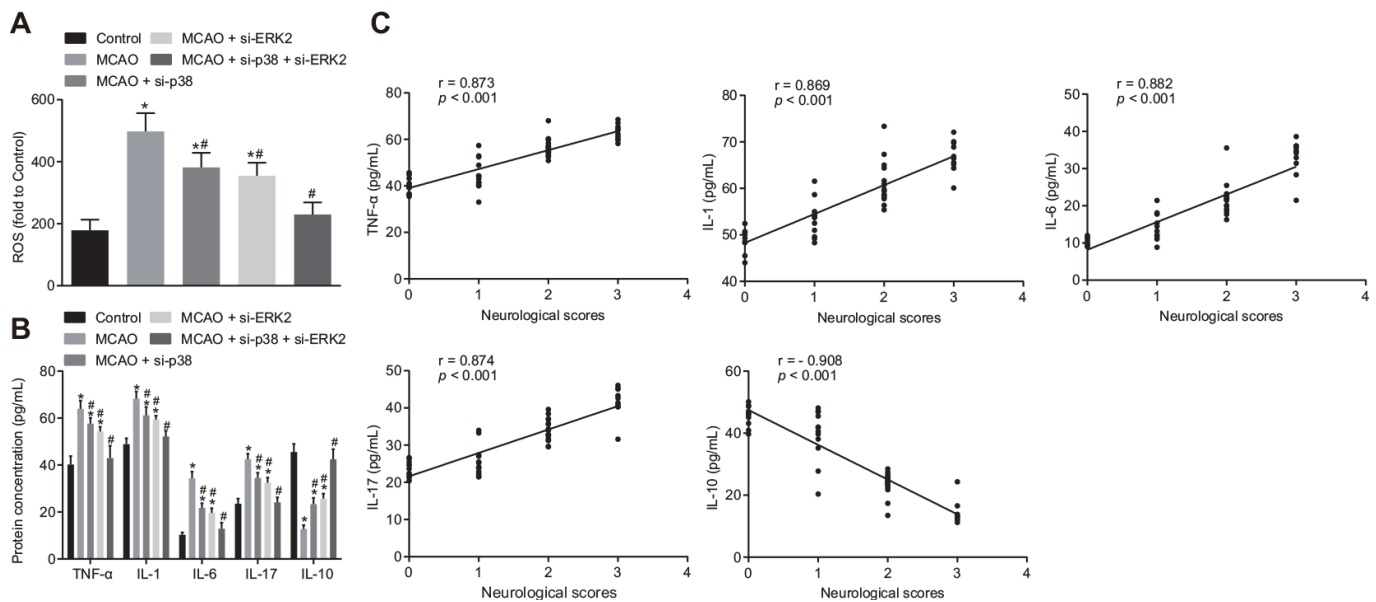 A
Control MCAO + si-ERK2
MCAO MCAO + si-p38 + si-ERK2
MCAO + si-p38
ROS (fold to Control)
600
400
200
0
*
*#
*#
#
B
Control MCAO + si-ERK2
MCAO MCAO + si-p38 + si-ERK2
MCAO + si-p38
Protein concentration (pg/mL)
80
60
40
20
0
* # * # * #
* # * # * #
* # * # * #
* # * # * #
* # * # * #
TNF-α IL-1 IL-6 IL-17 IL-10
C
r = 0.873
p < 0.001
TNF-α (pg/mL)
80
60
40
20
0
0 1 2 3 4
Neurological scores
r = 0.869
p < 0.001
IL-1 (pg/mL)
80
70
60
50
40
0 1 2 3 4
Neurological scores
r = 0.882
p < 0.001
IL-6 (pg/mL)
50
40
30
20
10
0
0 1 2 3 4
Neurological scores
r = 0.874
p < 0.001
IL-17 (pg/mL)
50
40
30
20
10
0
0 1 2 3 4
Neurological scores
r = - 0.908
p < 0.001
IL-10 (pg/mL)
60
40
20
0
0 1 2 3 4
Neurological scores